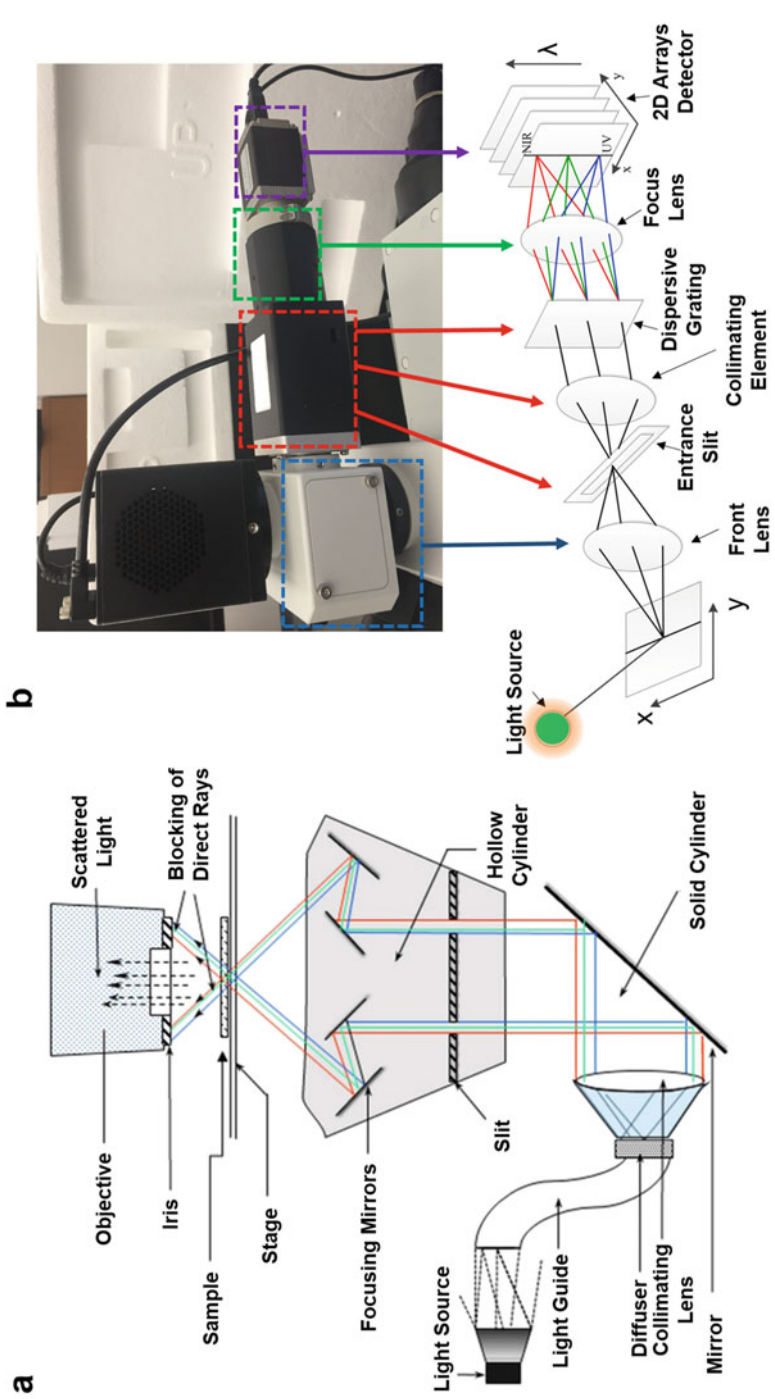 a
Objective
Iris
Sample
Stage
Focusing Mirrors
Slit
Light Source
Light Guide
Diffuser
Collimating
Lens
Mirror
Scattered
Light
Blocking of
Direct Rays
Hollow
Cylinder
Solid Cylinder
b
UP
Light Source
x
y
Front
Lens
Entrance
Slit
Collimating
Element
Dispersive
Grating
Focus
Lens
NIR
UV
x
y
λ
2D Arrays
Detector